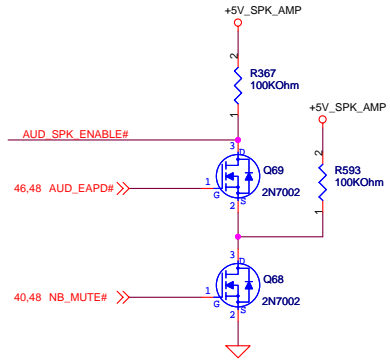 +5V_SPK_AMP
2
R367
100KOhm
1
+5V_SPK_AMP
AUD_SPK_ENABLE#
3
D
2
R593
100KOhm
1
Q69
46,48 AUD_EAPD#
1
G
2
S
2N7002
3
D
Q68
40,48 NB_MUTE#
1
G
2
S
2N7002